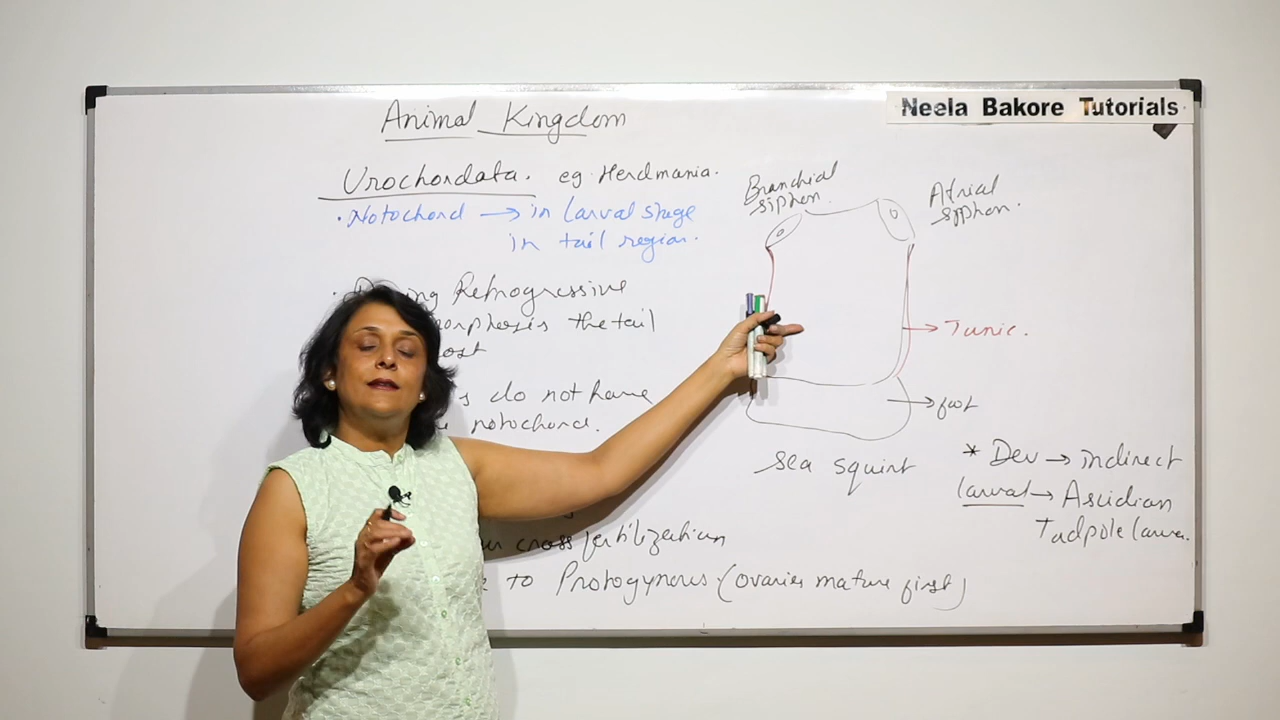 Neela Bakore Tutorials
Animal Kingdom
Urochordata. eg. Herdmania.
• Notochord → in larval stage
in tail region.
Retrogressive
the tail
lost
do not have
notochord.
cross fertilization
to Protogynous (ovaries mature first)
Branchial
siphon.
Atrial
syphon.
→ Tunic.
→ foot
sea squirt
* Dev → indirect
larval → Ascidian
Tadpole larva.